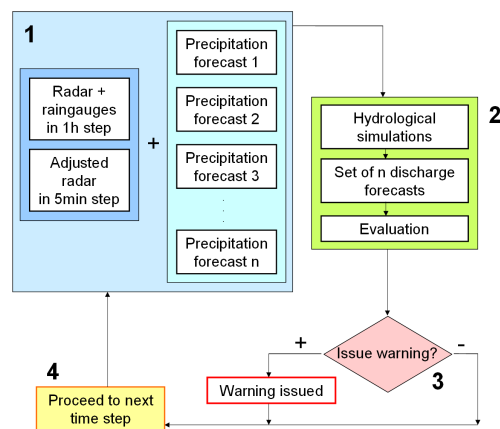 1
Radar +
raingauges
in 1h step
Adjusted
radar
in 5min step
+
Precipitation
forecast 1
Precipitation
forecast 2
Precipitation
forecast 3
.
.
.
Precipitation
forecast n
2
Hydrological
simulations
Set of n discharge
forecasts
Evaluation
Issue warning?
+
-
3
Warning issued
4
Proceed to next
time step